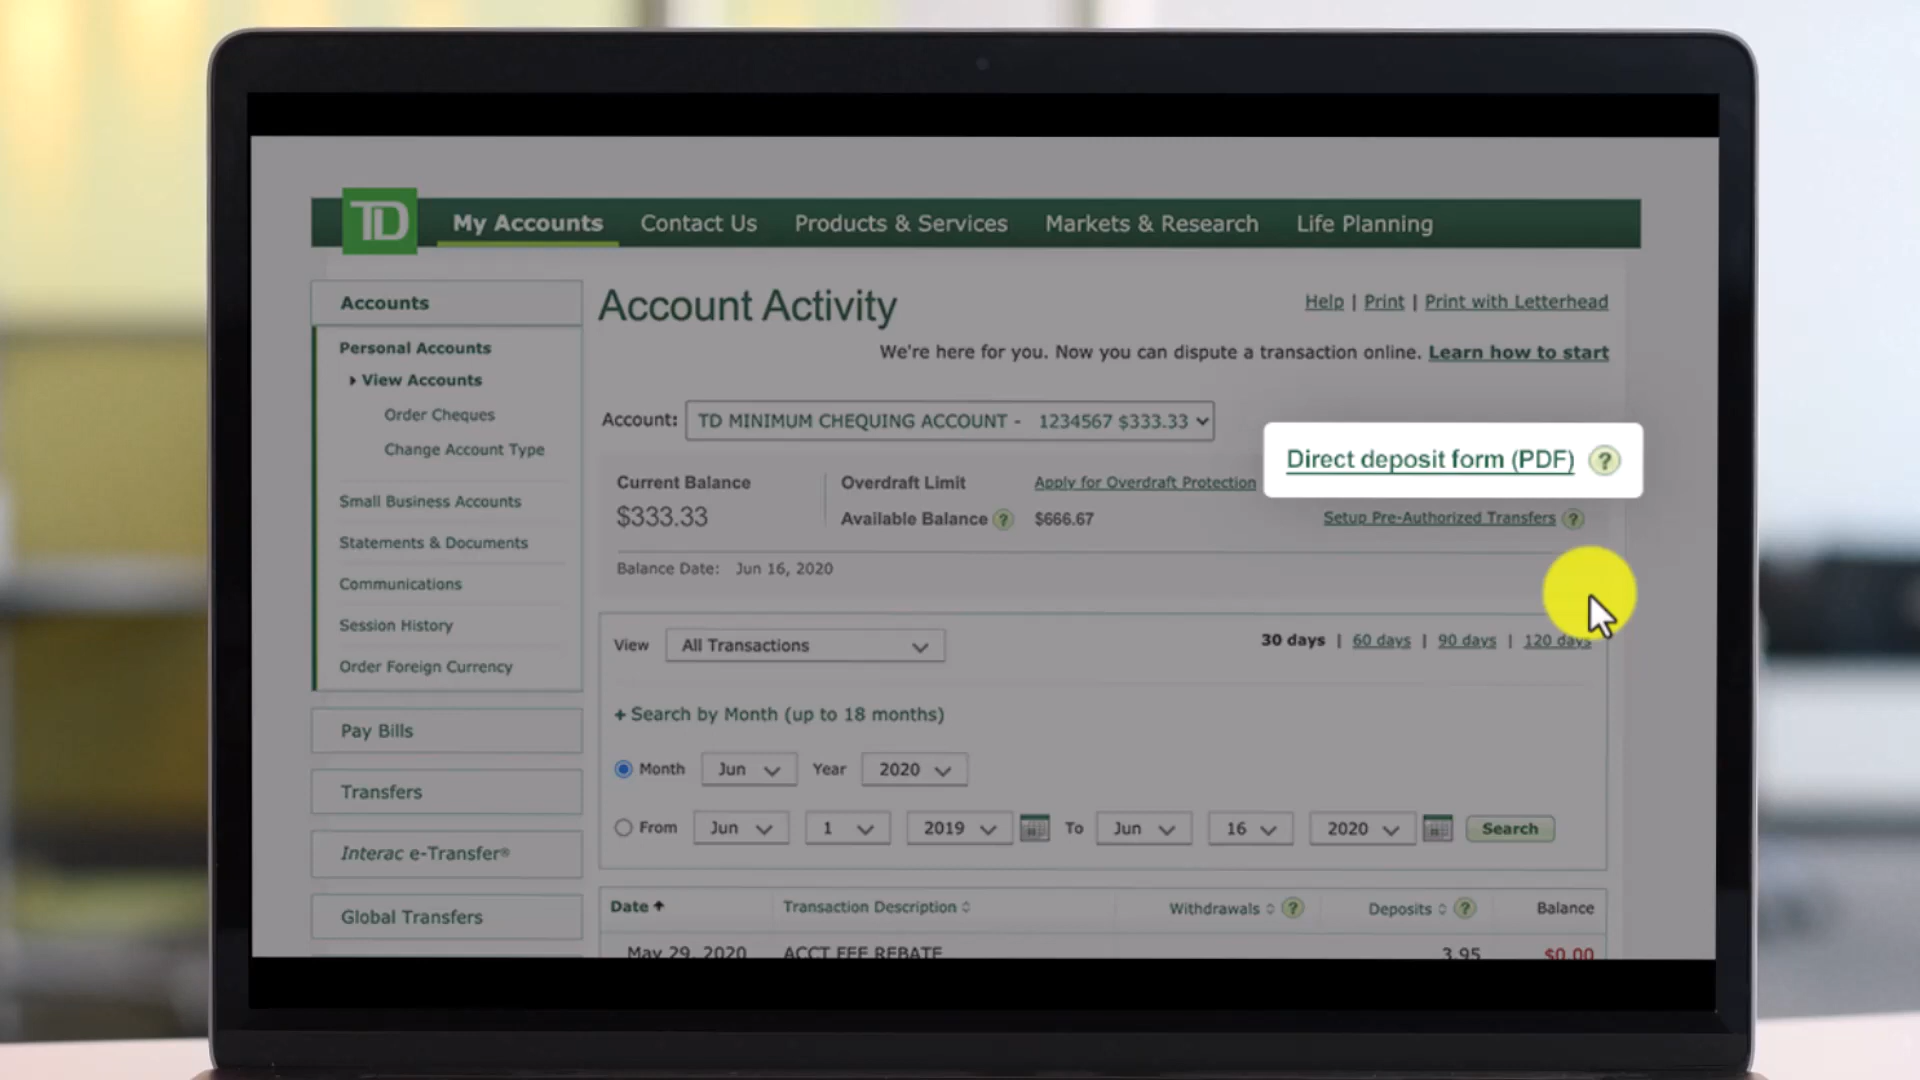 TD My Accounts Contact Us Products & Services Markets & Research Life Planning
Accounts
Personal Accounts
View Accounts
Order Cheques
Change Account Type
Small Business Accounts
Statements & Documents
Communications
Session History
Order Foreign Currency
Pay Bills
Transfers
Interac e-Transfer®
Global Transfers
Account Activity
Help | Print | Print with Letterhead
We're here for you. Now you can dispute a transaction online. Learn how to start
Account: TD MINIMUM CHEQUING ACCOUNT - 1234567 $333.33
Direct deposit form (PDF) ?
Current Balance Overdraft Limit Apply for Overdraft Protection
$333.33 Available Balance ? $666.67 Setup Pre-Authorized Transfers ?
Balance Date: Jun 16, 2020
View All Transactions 30 days | 60 days | 90 days | 120 days
+ Search by Month (up to 18 months)
Month Jun Year 2020
From Jun 1 2019 To Jun 16 2020 Search
Date Transaction Description Withdrawals ? Deposits ? Balance
May 29, 2020 ACCT FEE REBATE 3.95 $0.00